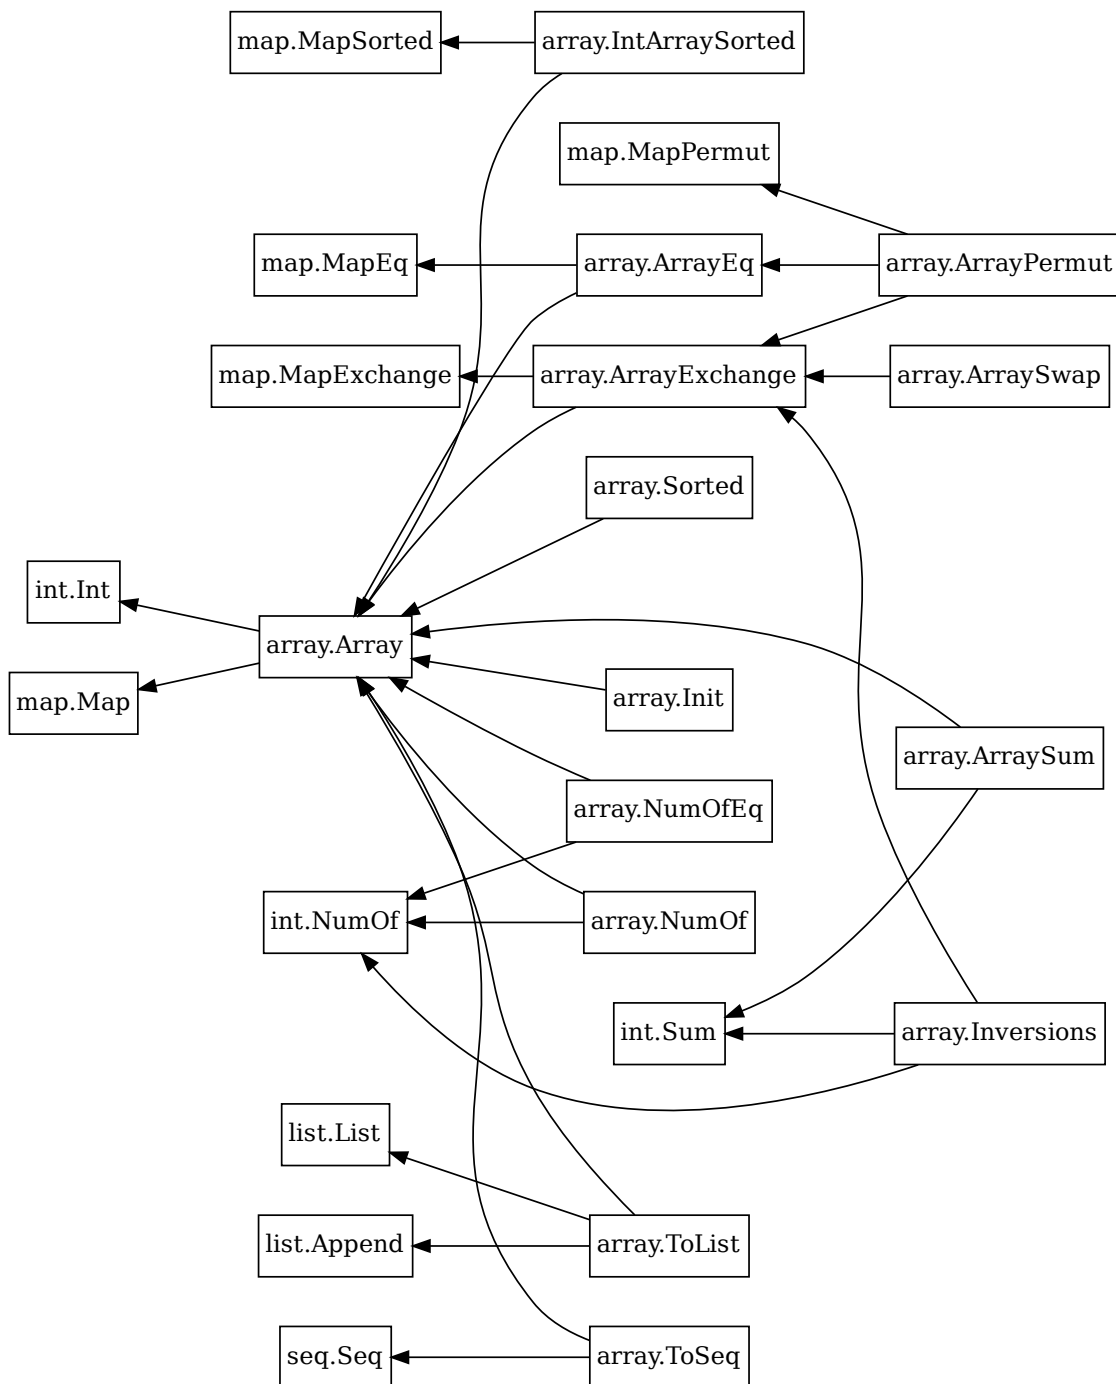 map.MapSorted
array.IntArraySorted
map.MapPermut
map.MapEq
array.ArrayEq
array.ArrayPermut
map.MapExchange
array.ArrayExchange
array.ArraySwap
array.Sorted
int.Int
array.Array
map.Map
array.Init
array.ArraySum
array.NumOfEq
int.NumOf
array.NumOf
int.Sum
array.Inversions
list.List
list.Append
array.ToList
seq.Seq
array.ToSeq